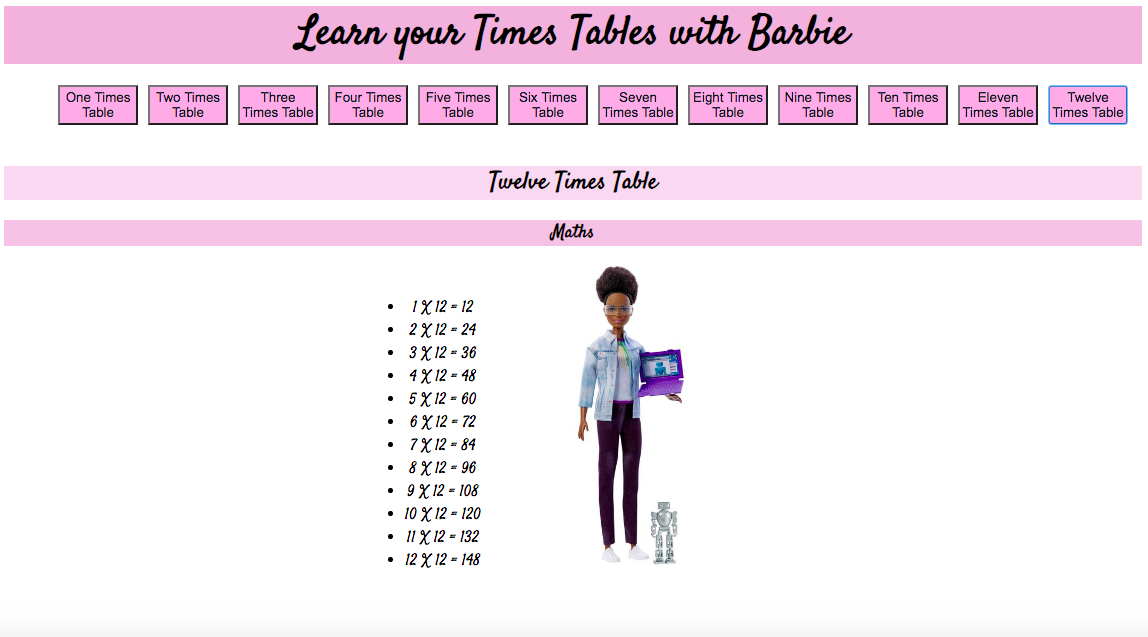 Learn your Times Tables with Barbie
One Times
Table
Two Times
Table
Three
Times Table
Four Times
Table
Five Times
Table
Six Times
Table
Seven
Times Table
Eight Times
Table
Nine Times
Table
Ten Times
Table
Eleven
Times Table
Twelve
Times Table
Twelve Times Table
Maths
• 1 X 12 = 12
• 2 X 12 = 24
• 3 X 12 = 36
• 4 X 12 = 48
• 5 X 12 = 60
• 6 X 12 = 72
• 7 X 12 = 84
• 8 X 12 = 96
• 9 X 12 = 108
• 10 X 12 = 120
• 11 X 12 = 132
• 12 X 12 = 148